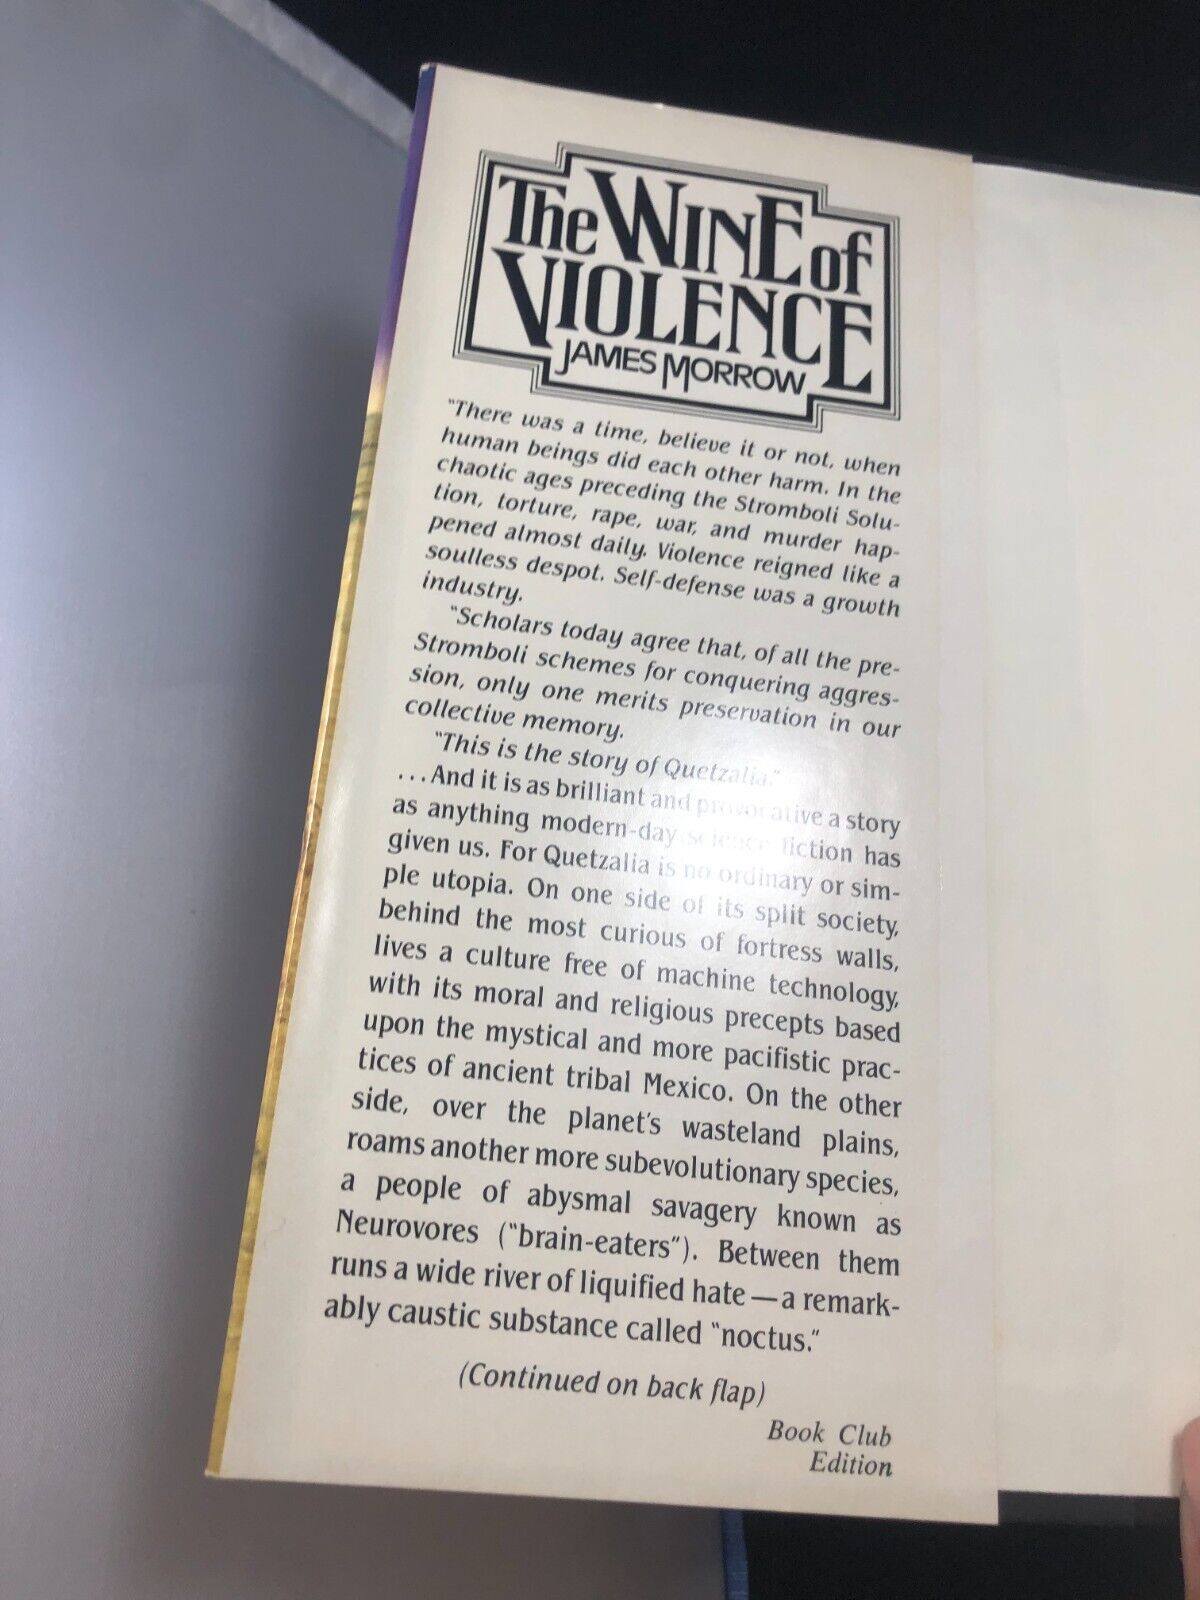 The WINE of
VIOLENCE
JAMES MORROW
"There was a time, believe it or not, when
human beings did each other harm. In the
chaotic ages preceding the Stromboli Solu-
tion, torture, rape, war, and murder hap-
pened almost daily. Violence reigned like a
soulless despot. Self-defense was a growth
industry.
"Scholars today agree that, of all the pre-
Stromboli schemes for conquering aggres-
sion, only one merits preservation in our
collective memory.
"This is the story of Quetzalia."
...And it is as brilliant and provocative a story
as anything modern-day science fiction has
given us. For Quetzalia is no ordinary or sim-
ple utopia. On one side of its split society,
behind the most curious of fortress walls,
lives a culture free of machine technology,
with its moral and religious precepts based
upon the mystical and more pacifistic prac-
tices of ancient tribal Mexico. On the other
side, over the planet's wasteland plains,
roams another more subevolutionary species,
a people of abysmal savagery known as
Neurovores ("brain-eaters"). Between them
runs a wide river of liquified hate—a remark-
ably caustic substance called "noctus."
(Continued on back flap)
Book Club
Edition